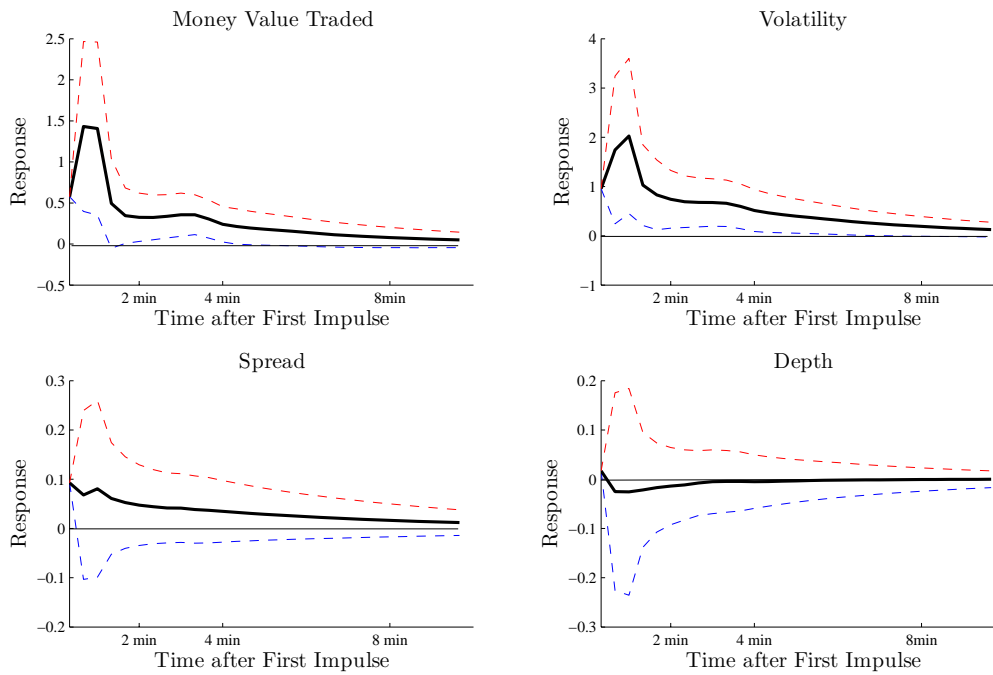 Money Value Traded
2.5
2
1.5
1
0.5
0
−0.5
Response
2 min
4 min
8min
Time after First Impulse
Volatility
4
3
2
1
0
−1
Response
2 min
4 min
8 min
Time after First Impulse
Spread
0.3
0.2
0.1
0
−0.1
−0.2
Response
2 min
4 min
8 min
Time after First Impulse
Depth
0.2
0.1
0
−0.1
−0.2
−0.3
Response
2 min
4 min
8min
Time after First Impulse